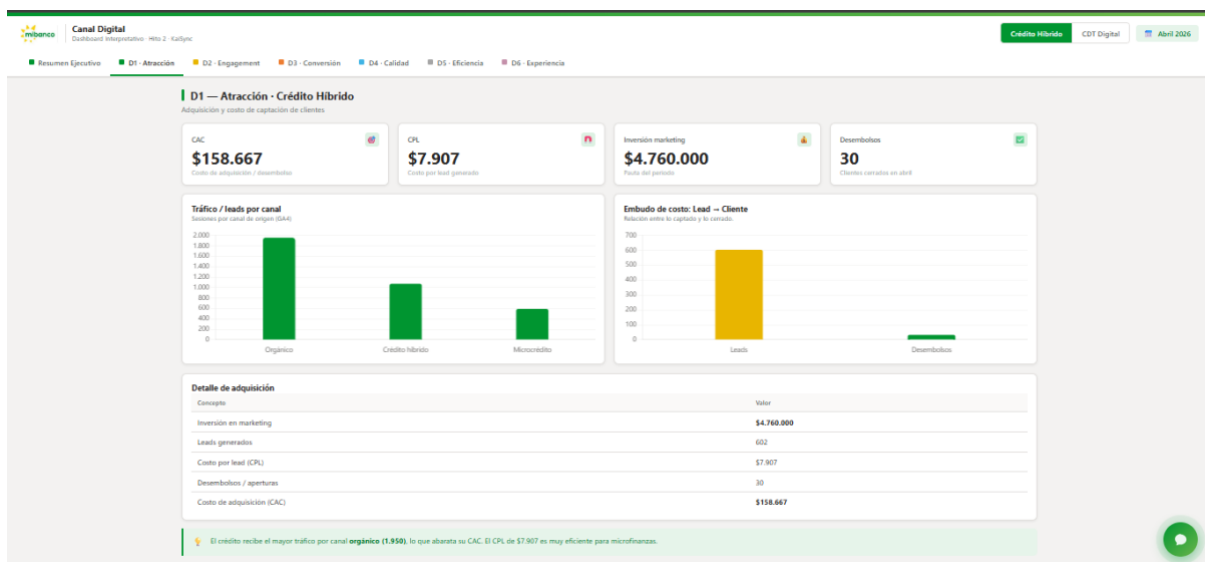 mibanco
Canal Digital
Dashboard Interpretativo · Hito 2 · KaiSync
Crédito Híbrido
CDT Digital
Abril 2026
Resumen Ejecutivo
D1 · Atracción
D2 · Engagement
D3 · Conversión
D4 · Calidad
D5 · Eficiencia
D6 · Experiencia
D1 — Atracción · Crédito Híbrido
Adquisición y costo de captación de clientes
CAC
$158.667
Costo de adquisición / desembolso
CPL
$7.907
Costo por lead generado
Inversión marketing
$4.760.000
Pauta del periodo
Desembolsos
30
Clientes cerrados en abril
Tráfico / leads por canal
Sesiones por canal de origen (GA4)
2.000
1.800
1.600
1.400
1.200
1.000
800
600
400
200
0
Orgánico
Crédito híbrido
Microcrédito
Embudo de costo: Lead → Cliente
Relación entre lo captado y lo cerrado.
700
600
500
400
300
200
100
0
Leads
Desembolsos
Detalle de adquisición
Concepto Valor
Inversión en marketing $4.760.000
Leads generados 602
Costo por lead (CPL) $7.907
Desembolsos / aperturas 30
Costo de adquisición (CAC) $158.667
El crédito recibe el mayor tráfico por canal orgánico (1.950), lo que abarata su CAC. El CPL de $7.907 es muy eficiente para microfinanzas.